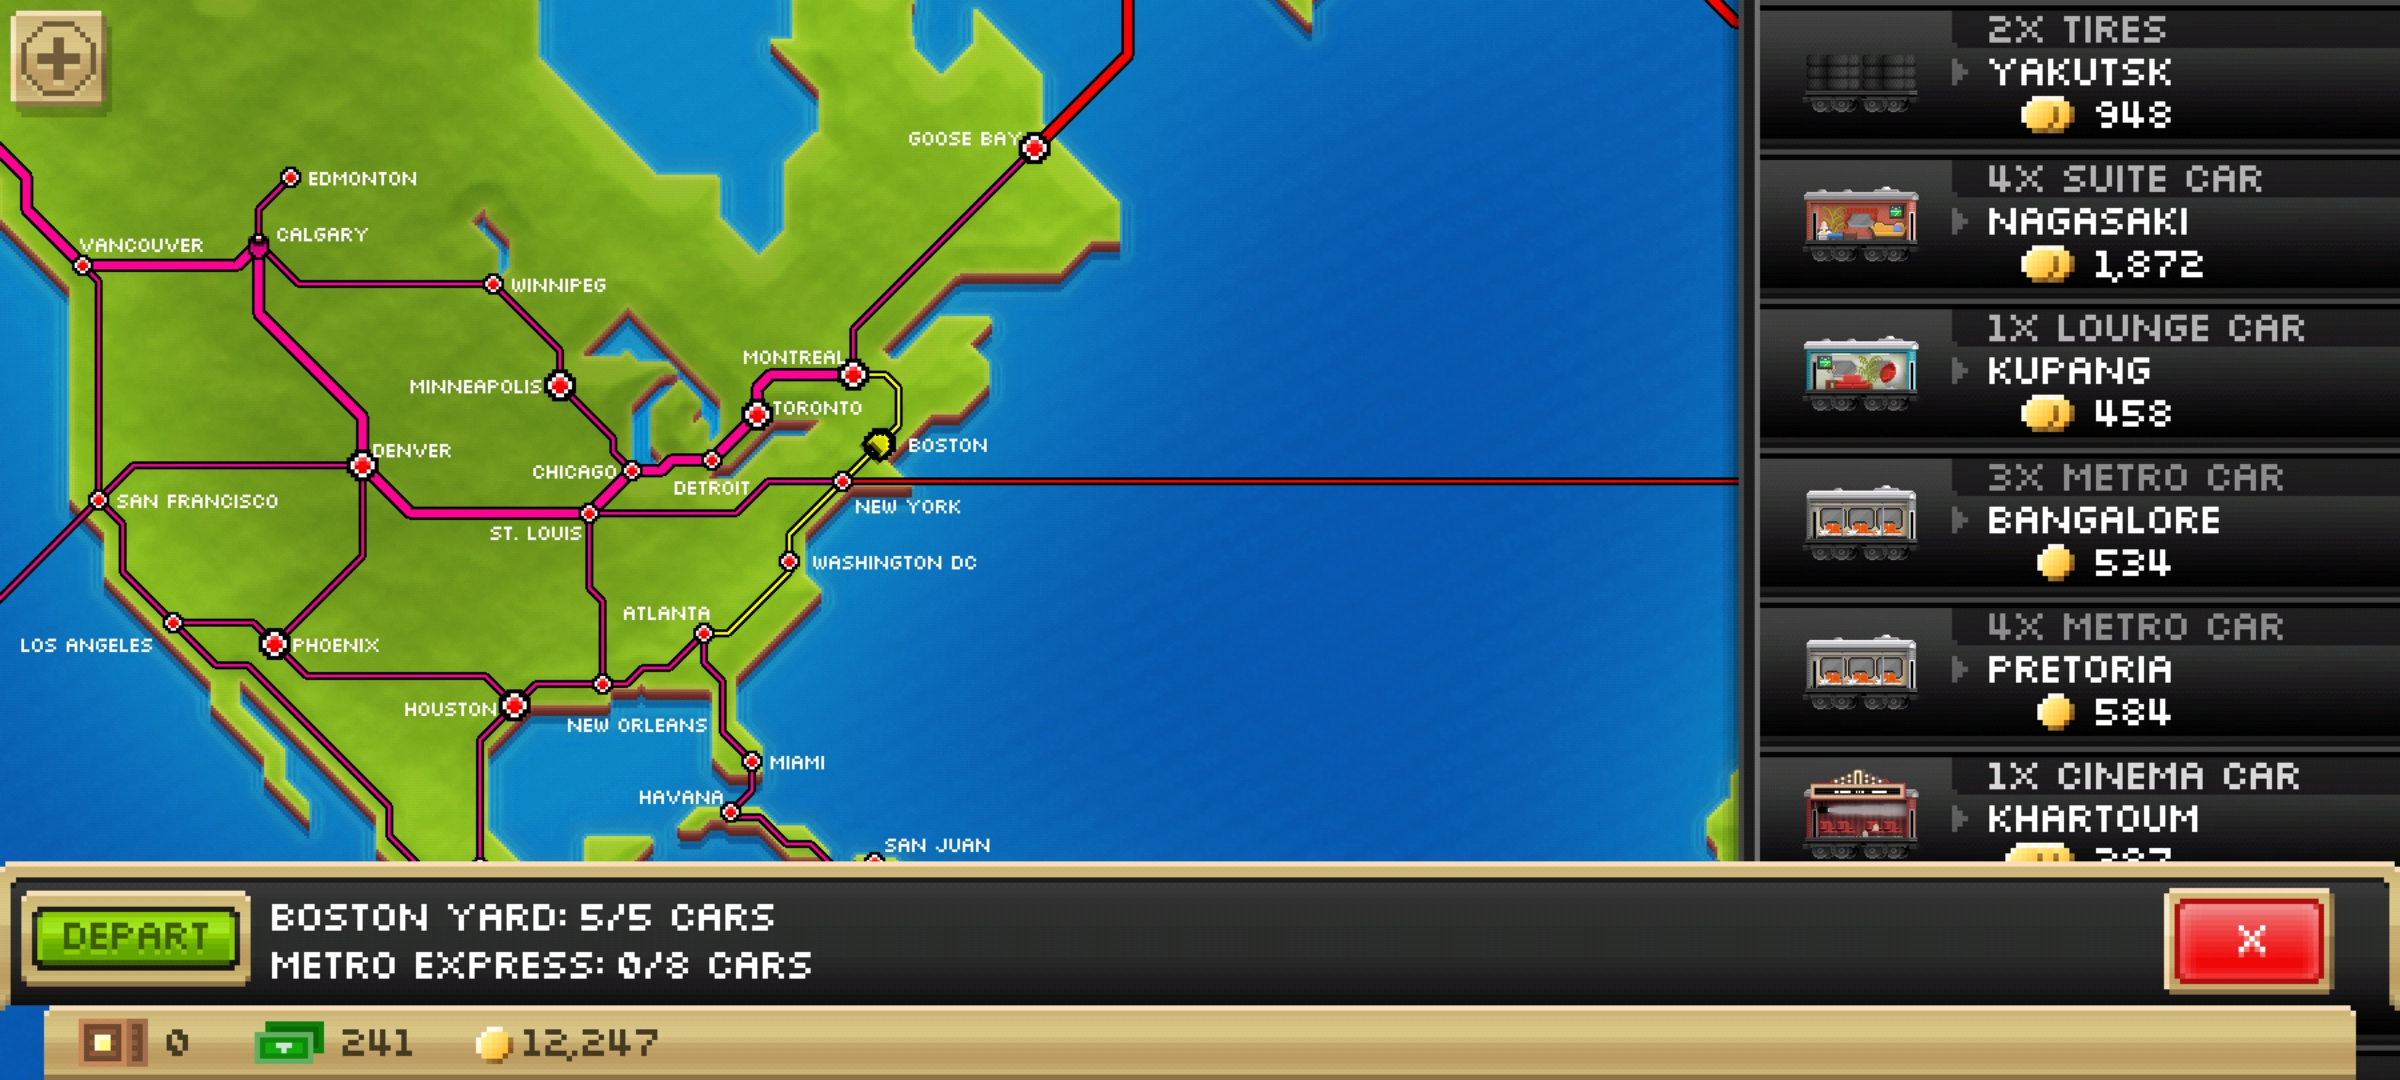 GOOSE BAY
EDMONTON
CALGARY
VANCOUVER
WINNIPEG
MONTREAL
MINNEAPOLIS
TORONTO
BOSTON
DENVER
CHICAGO
DETROIT
SAN FRANCISCO
NEW YORK
ST. LOUIS
WASHINGTON DC
ATLANTA
LOS ANGELES
PHOENIX
HOUSTON
NEW ORLEANS
MIAMI
HAVANA
SAN JUAN
2X TIRES
YAKUTSK
948
4X SUITE CAR
NAGASAKI
1,872
1X LOUNGE CAR
KUPANG
458
3X METRO CAR
BANGALORE
534
4X METRO CAR
PRETORIA
584
1X CINEMA CAR
KHARTOUM
DEPART
BOSTON YARD: 5/5 CARS
METRO EXPRESS: 0/8 CARS
X
0
241
12,247